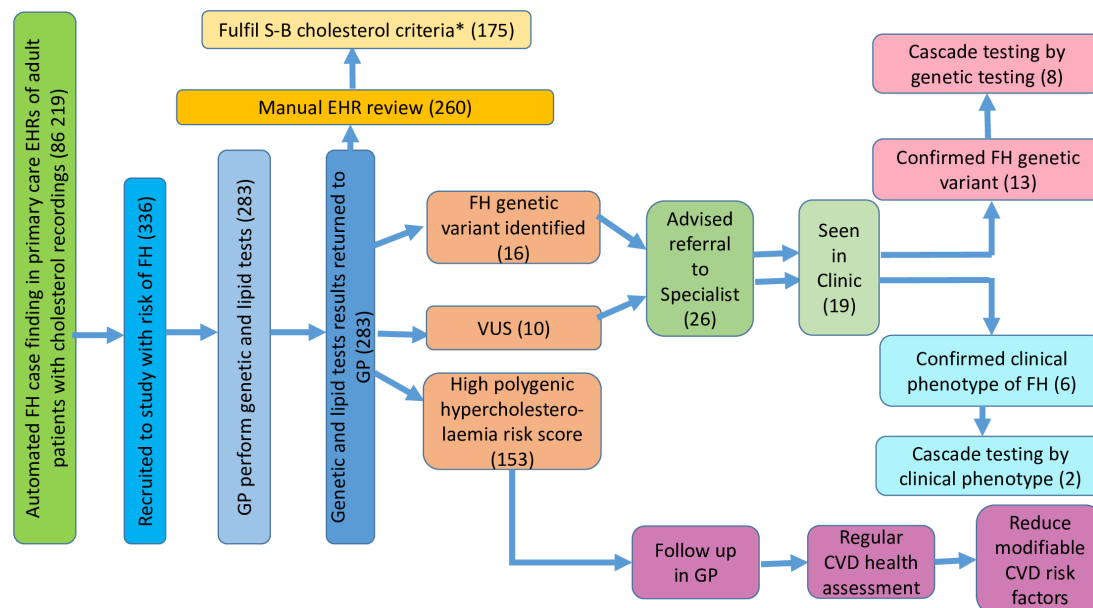 Automated FH case finding in primary care EHRs of adult
patients with cholesterol recordings (86 219)
Recruited to study with risk of FH (336)
GP perform genetic and lipid tests (283)
Genetic and lipid tests results returned to
GP (283)
Manual EHR review (260)
Fulfil S-B cholesterol criteria* (175)
FH genetic
variant identified
(16)
VUS (10)
High polygenic
hypercholestero-
laemia risk score
(153)
Advised
referral to
Specialist
(26)
Seen
in
Clinic
(19)
Cascade testing by
genetic testing (8)
Confirmed FH genetic
variant (13)
Confirmed clinical
phenotype of FH (6)
Cascade testing by
clinical phenotype (2)
Follow up
in GP
Regular
CVD health
assessment
Reduce
modifiable
CVD risk
factors